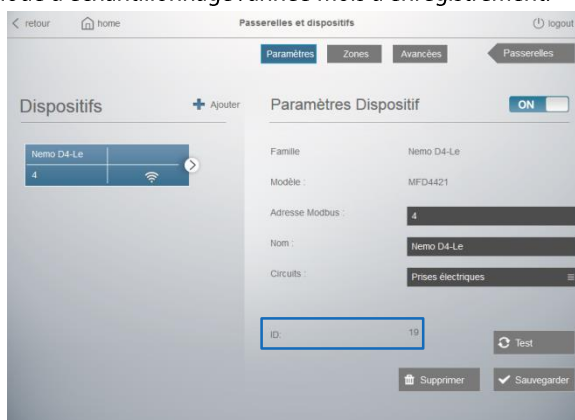 d'échantillonnage
retour home Passerelles et dispositifs logout
Paramètres Zones Avancées Passerelles
Dispositifs
Ajouter
Paramètres Dispositif
ON
Nemo D4-Le
4
Famille Nemo D4-Le
Modèle : MFD4421
Adresse Modbus : 4
Nom : Nemo D4-Le
Circuits : Prises électriques
ID: 19
Test
Supprimer Sauvegarder